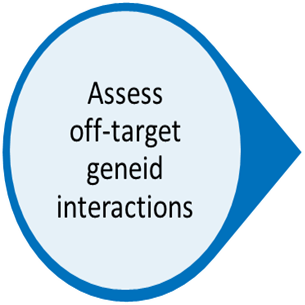 Assess
off-target
geneid
interactions